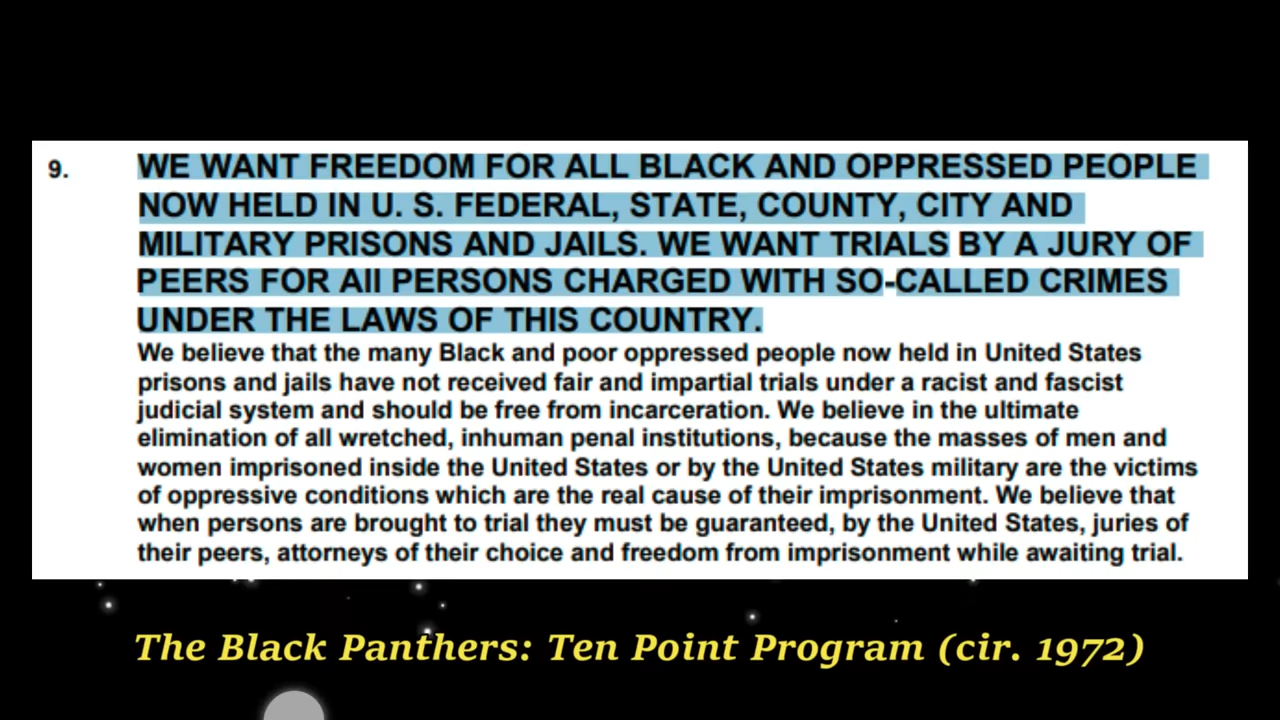 9. WE WANT FREEDOM FOR ALL BLACK AND OPPRESSED PEOPLE
NOW HELD IN U. S. FEDERAL, STATE, COUNTY, CITY AND
MILITARY PRISONS AND JAILS. WE WANT TRIALS BY A JURY OF
PEERS FOR All PERSONS CHARGED WITH SO-CALLED CRIMES
UNDER THE LAWS OF THIS COUNTRY.
We believe that the many Black and poor oppressed people now held in United States
prisons and jails have not received fair and impartial trials under a racist and fascist
judicial system and should be free from incarceration. We believe in the ultimate
elimination of all wretched, inhuman penal institutions, because the masses of men and
women imprisoned inside the United States or by the United States military are the victims
of oppressive conditions which are the real cause of their imprisonment. We believe that
when persons are brought to trial they must be guaranteed, by the United States, juries of
their peers, attorneys of their choice and freedom from imprisonment while awaiting trial.
The Black Panthers: Ten Point Program (cir. 1972)